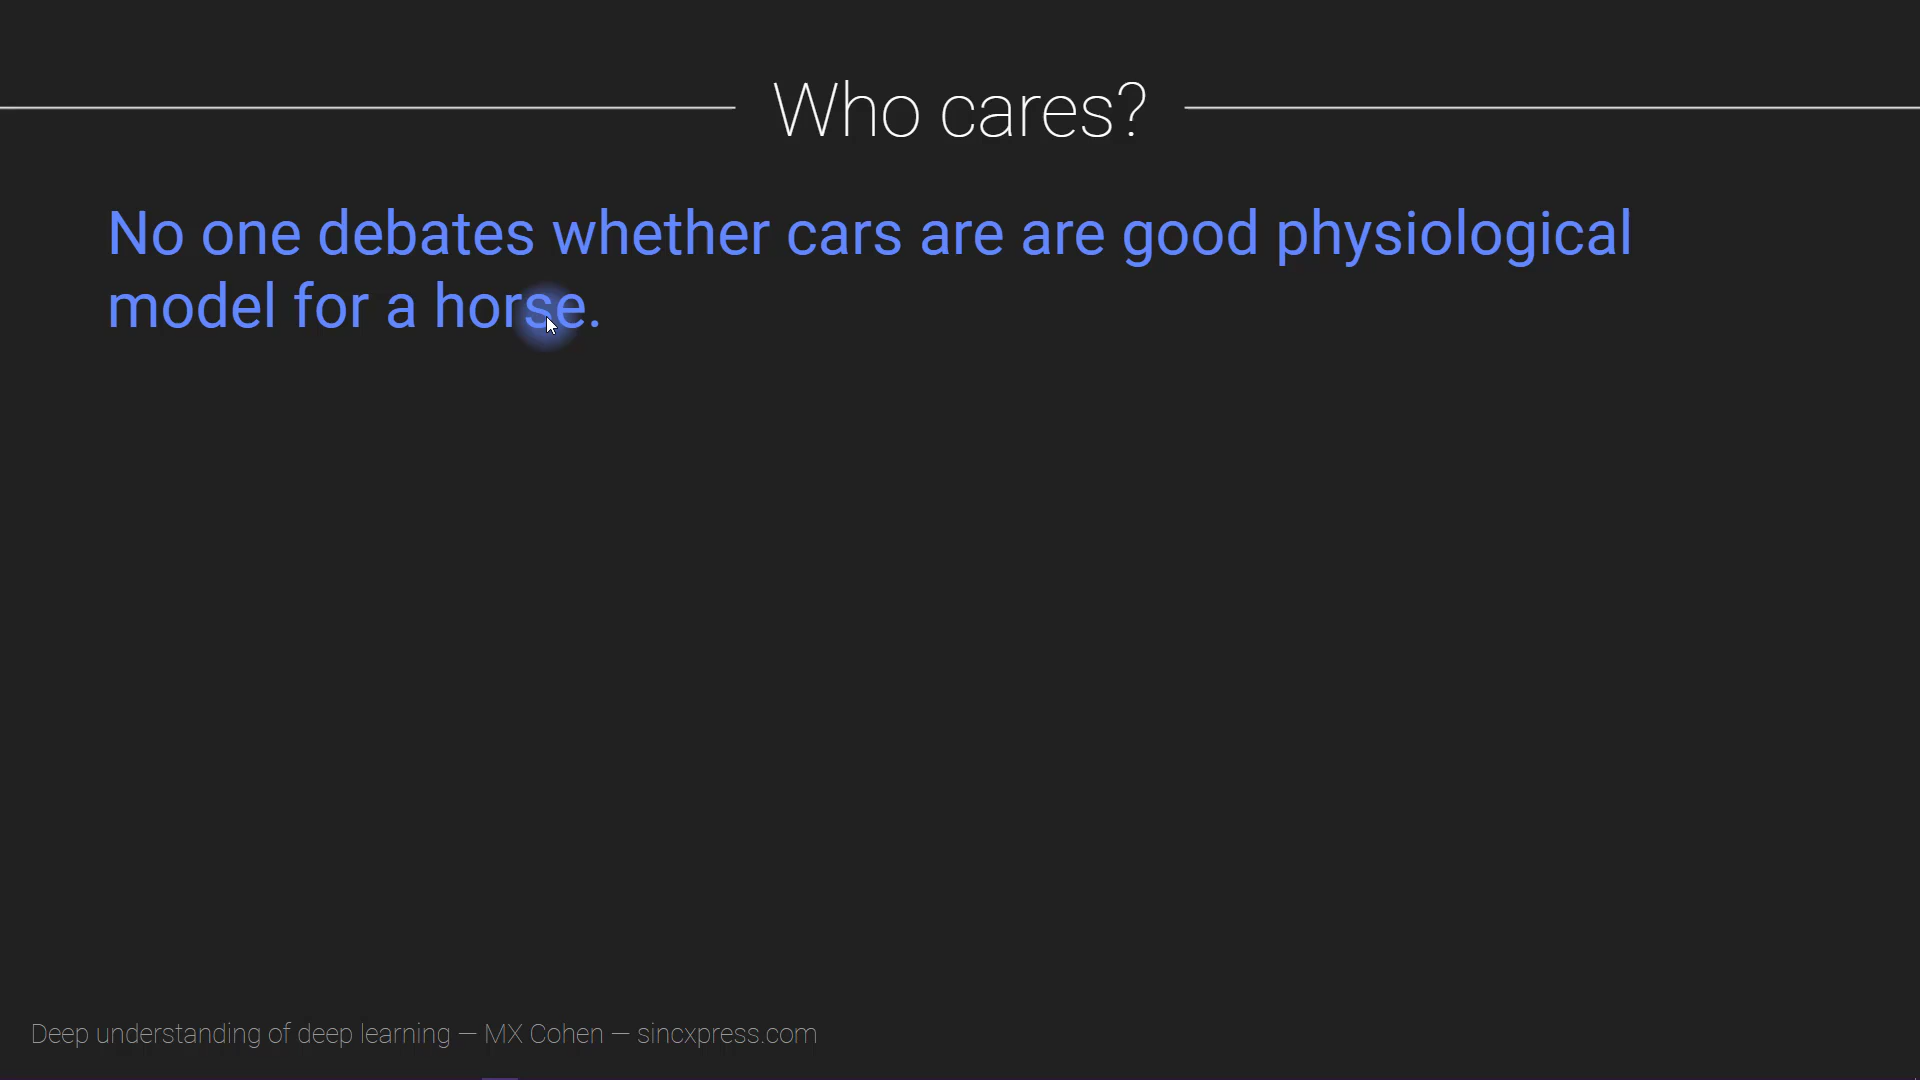 Who cares?
No one debates whether cars are are good physiological
model for a horse.
Deep understanding of deep learning — MX Cohen — sincxpress.com